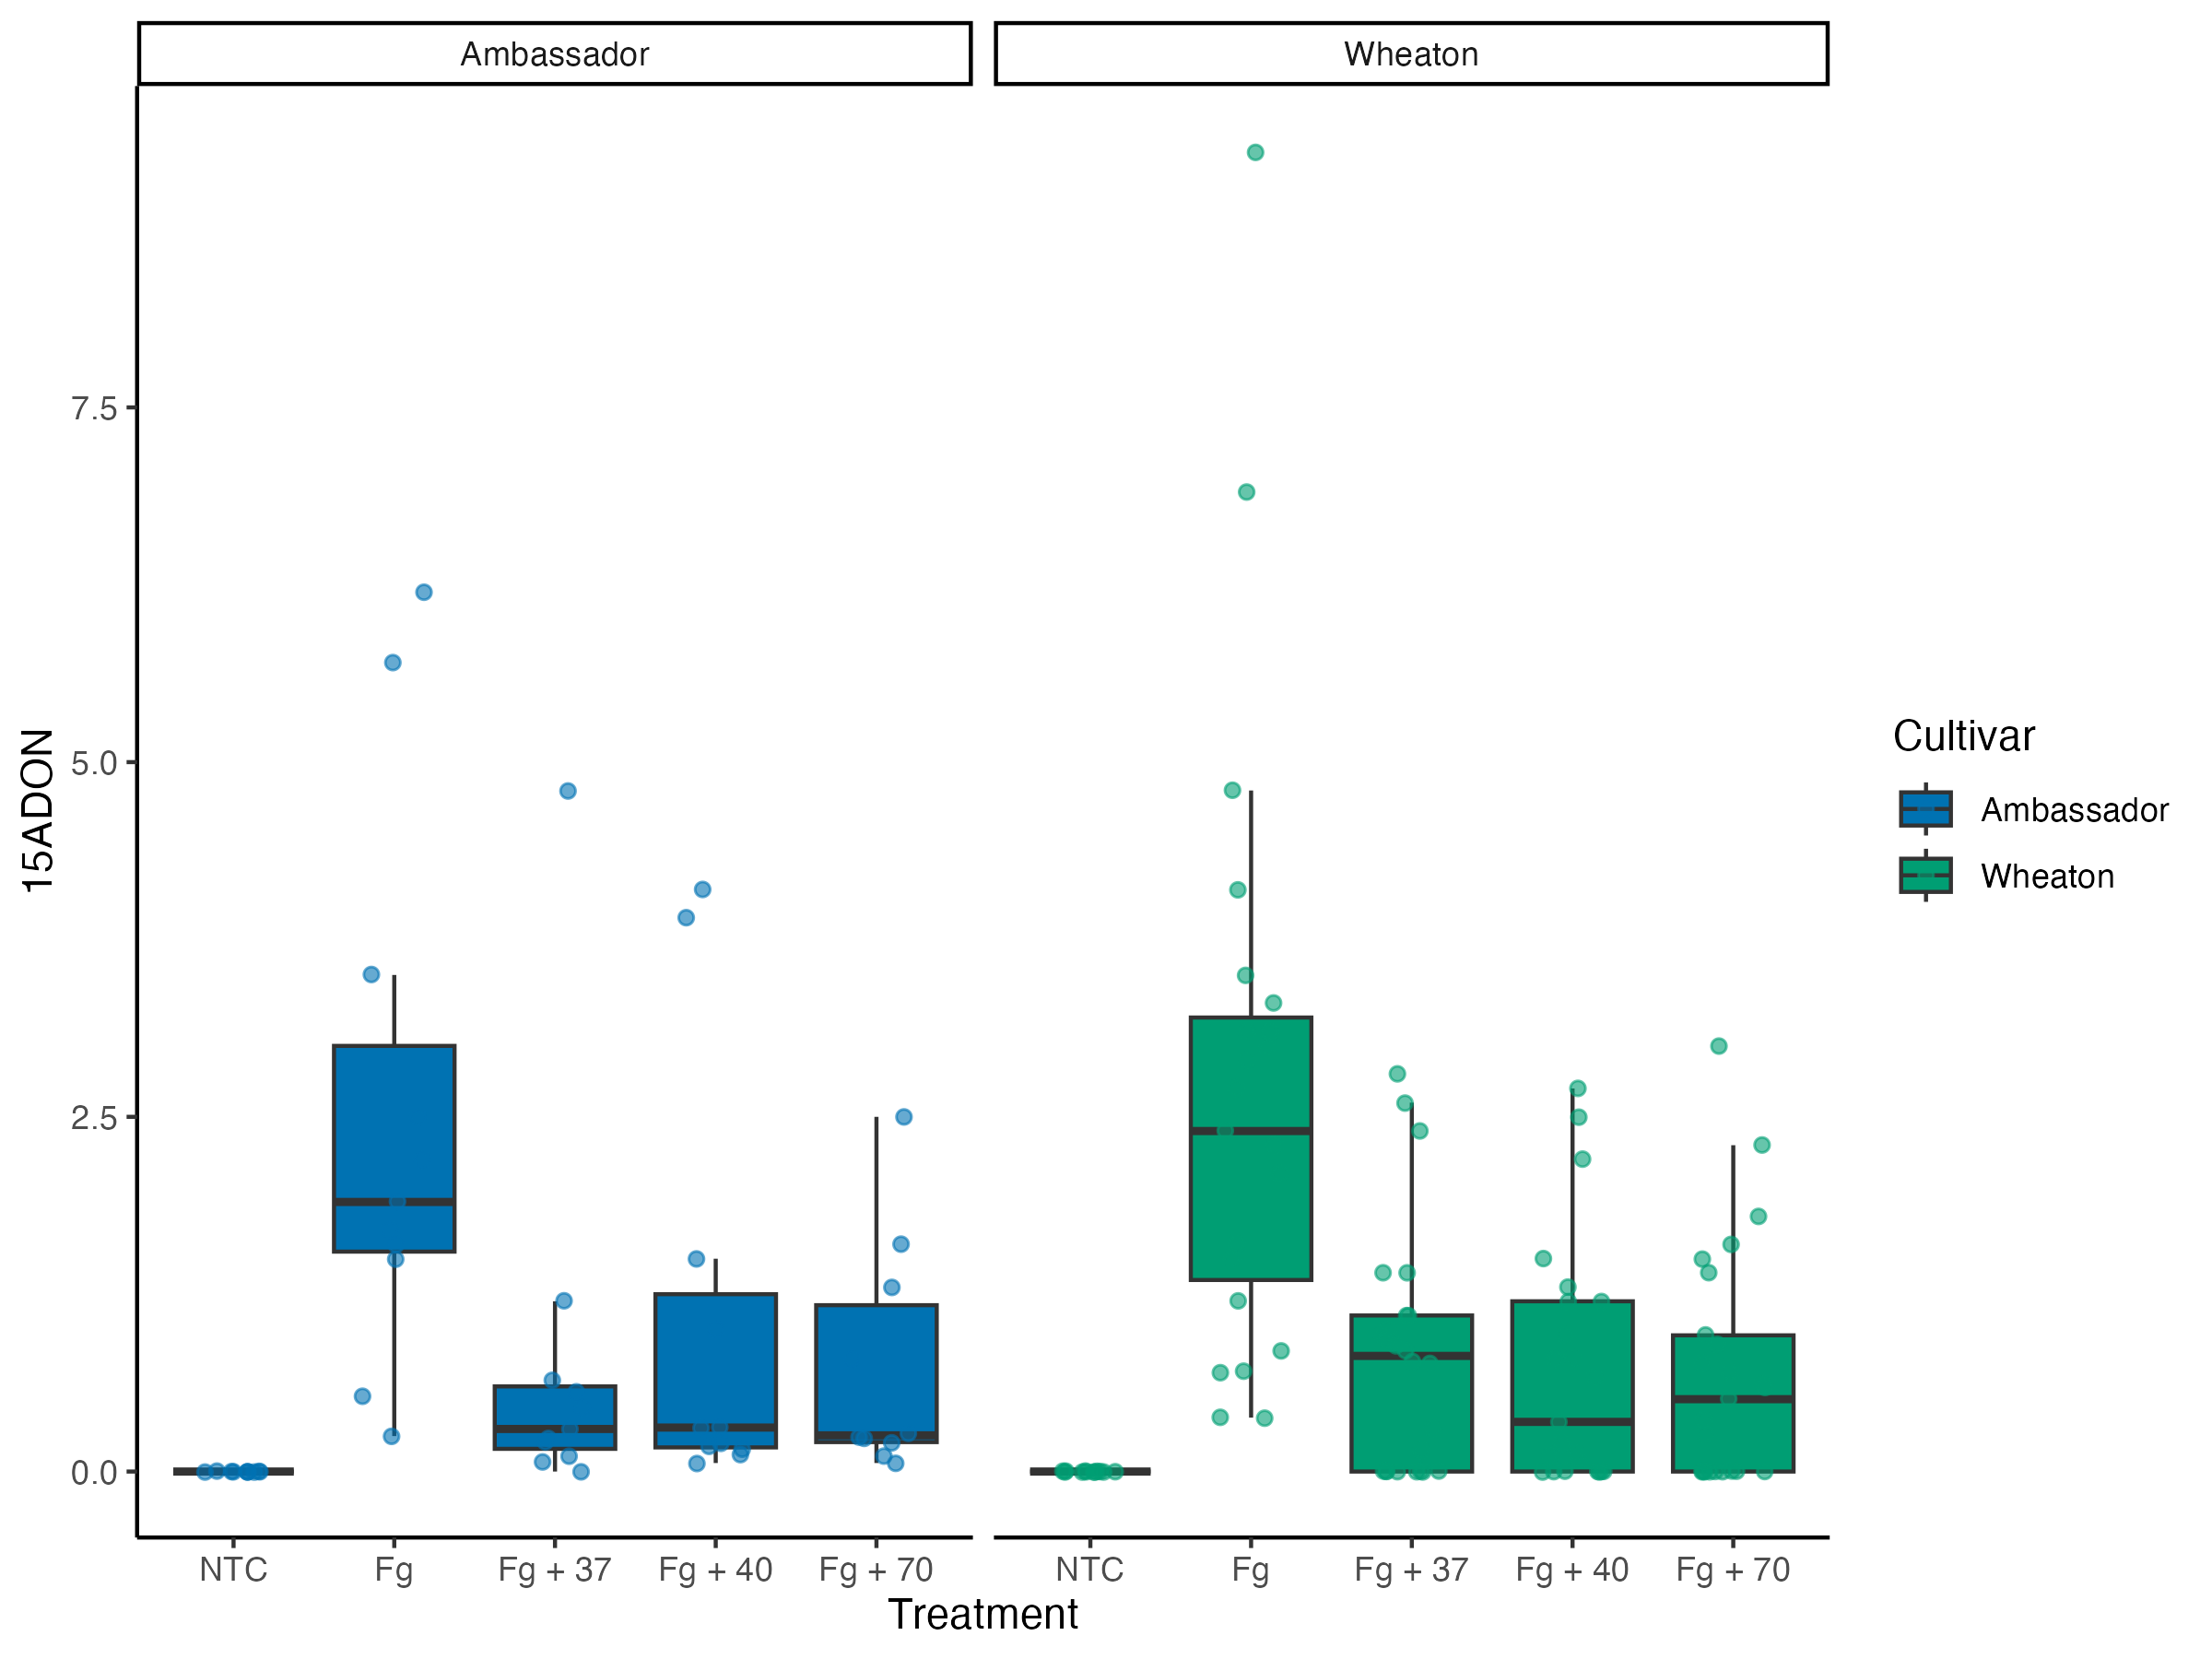 Ambassador
Wheaton
15ADON
7.5
5.0
2.5
0.0
NTC
Fg
Fg + 37
Fg + 40
Fg + 70
NTC
Fg
Fg + 37
Fg + 40
Fg + 70
Treatment
Cultivar
Ambassador
Wheaton